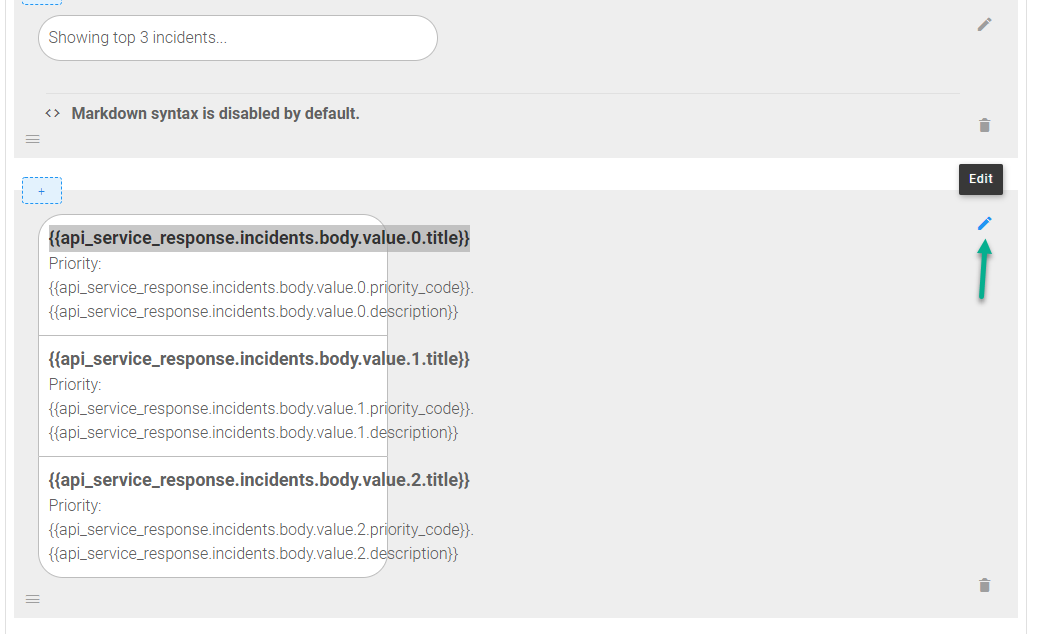 Showing top 3 incidents...
<> Markdown syntax is disabled by default.
Edit
+
{{api_service_response.incidents.body.value.0.title}}
Priority:
{{api_service_response.incidents.body.value.0.priority_code}}.
{{api_service_response.incidents.body.value.0.description}}
{{api_service_response.incidents.body.value.1.title}}
Priority:
{{api_service_response.incidents.body.value.1.priority_code}}.
{{api_service_response.incidents.body.value.1.description}}
{{api_service_response.incidents.body.value.2.title}}
Priority:
{{api_service_response.incidents.body.value.2.priority_code}}.
{{api_service_response.incidents.body.value.2.description}}